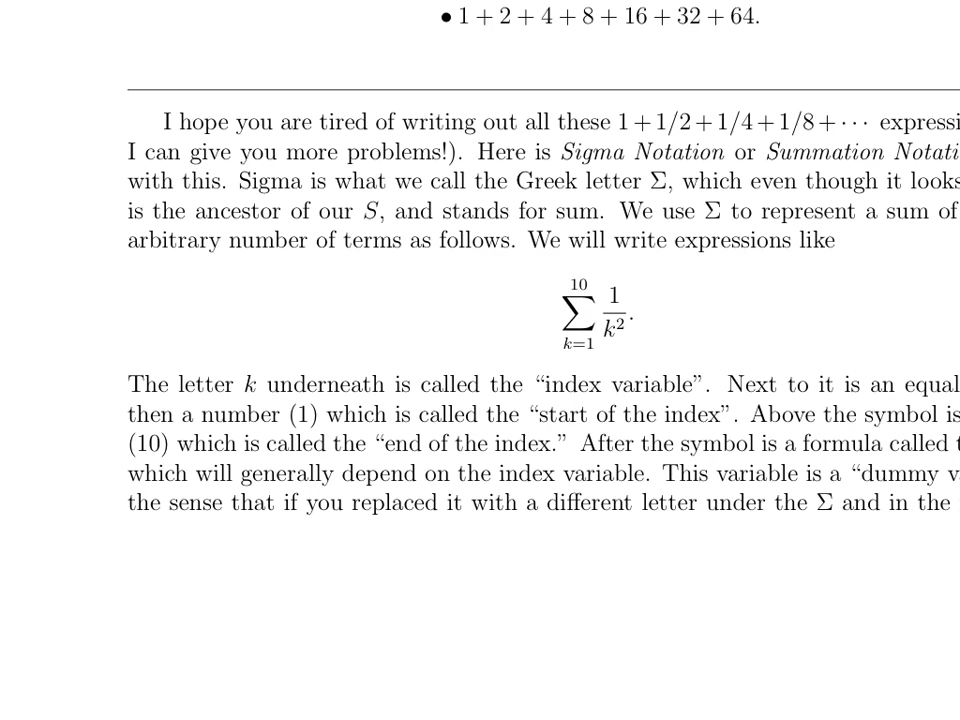 • 1 + 2 + 4 + 8 + 16 + 32 + 64.
I hope you are tired of writing out all these 1 + 1/2 + 1/4 + 1/8 + ⋯
I can give you more problems!). Here is Sigma Notation or Summation
with this. Sigma is what we call the Greek letter Σ, which even though it looks
is the ancestor of our S, and stands for sum. We use Σ to represent a sum of
arbitrary number of terms as follows. We will write expressions like
\sum_{k=1}^{10} \frac{1}{k^2}.
The letter k underneath is called the “index variable”. Next to it is an equal
then a number (1) which is called the “start of the index”. Above the symbol is
(10) which is called the “end of the index.” After the symbol is a formula called
which will generally depend on the index variable. This variable is a “dummy
the sense that if you replaced it with a different letter under the Σ and in the